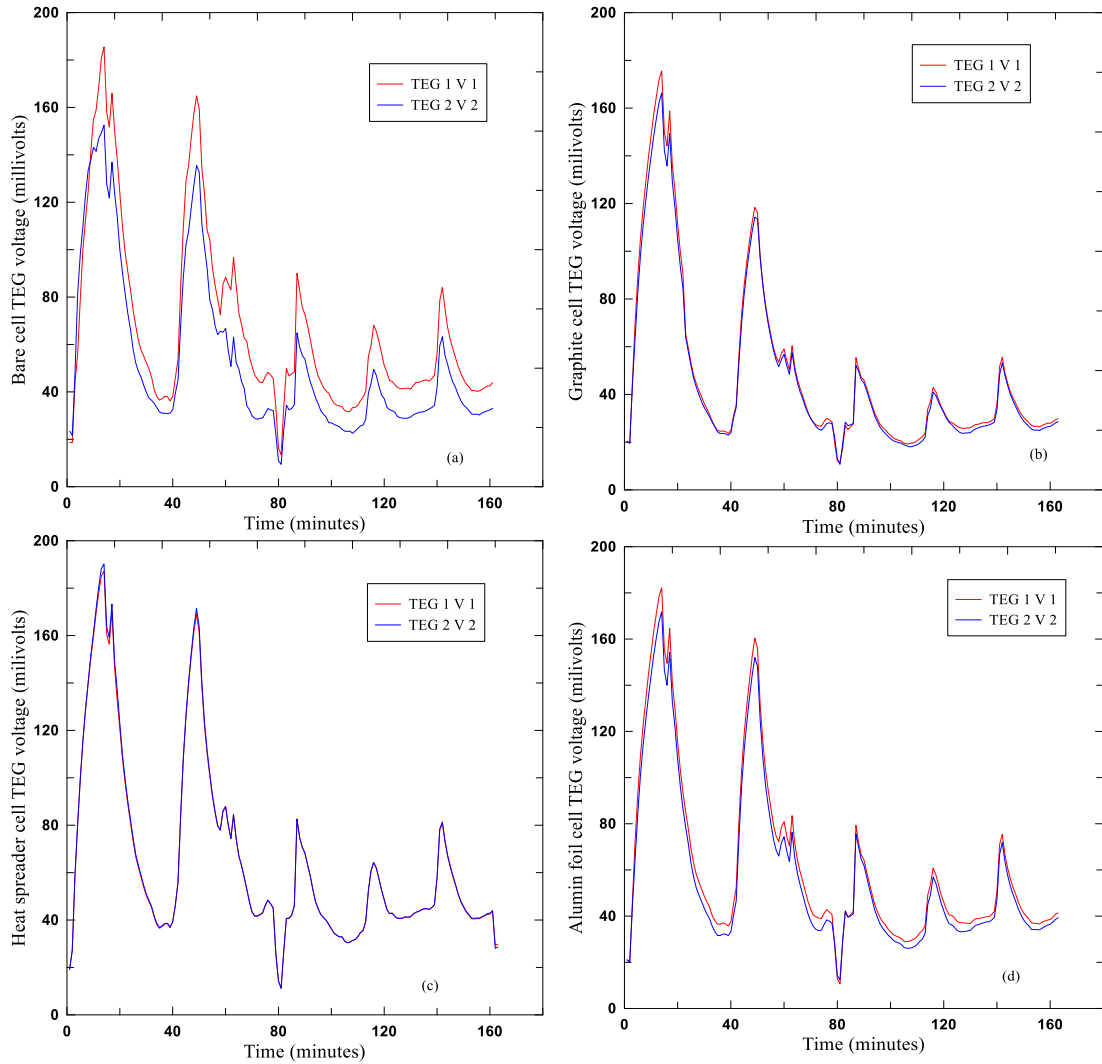 200
160
120
80
40
0
Bare cell TEG voltage (millivolts)
TEG 1 V 1
TEG 2 V 2
(a)
0 40 80 120 160
Time (minutes)
200
160
120
80
40
0
Graphite cell TEG voltage (milivolts)
TEG 1 V 1
TEG 2 V 2
(b)
0 40 80 120 160
Time (minutes)
200
160
120
80
40
0
Heat spreader cell TEG voltage (milivolts)
TEG 1 V 1
TEG 2 V 2
(c)
0 40 80 120 160
Time (minutes)
200
160
120
80
40
0
Alumin foil cell TEG voltage (milivolts)
TEG 1 V 1
TEG 2 V 2
(d)
0 40 80 120 160
Time (minutes)